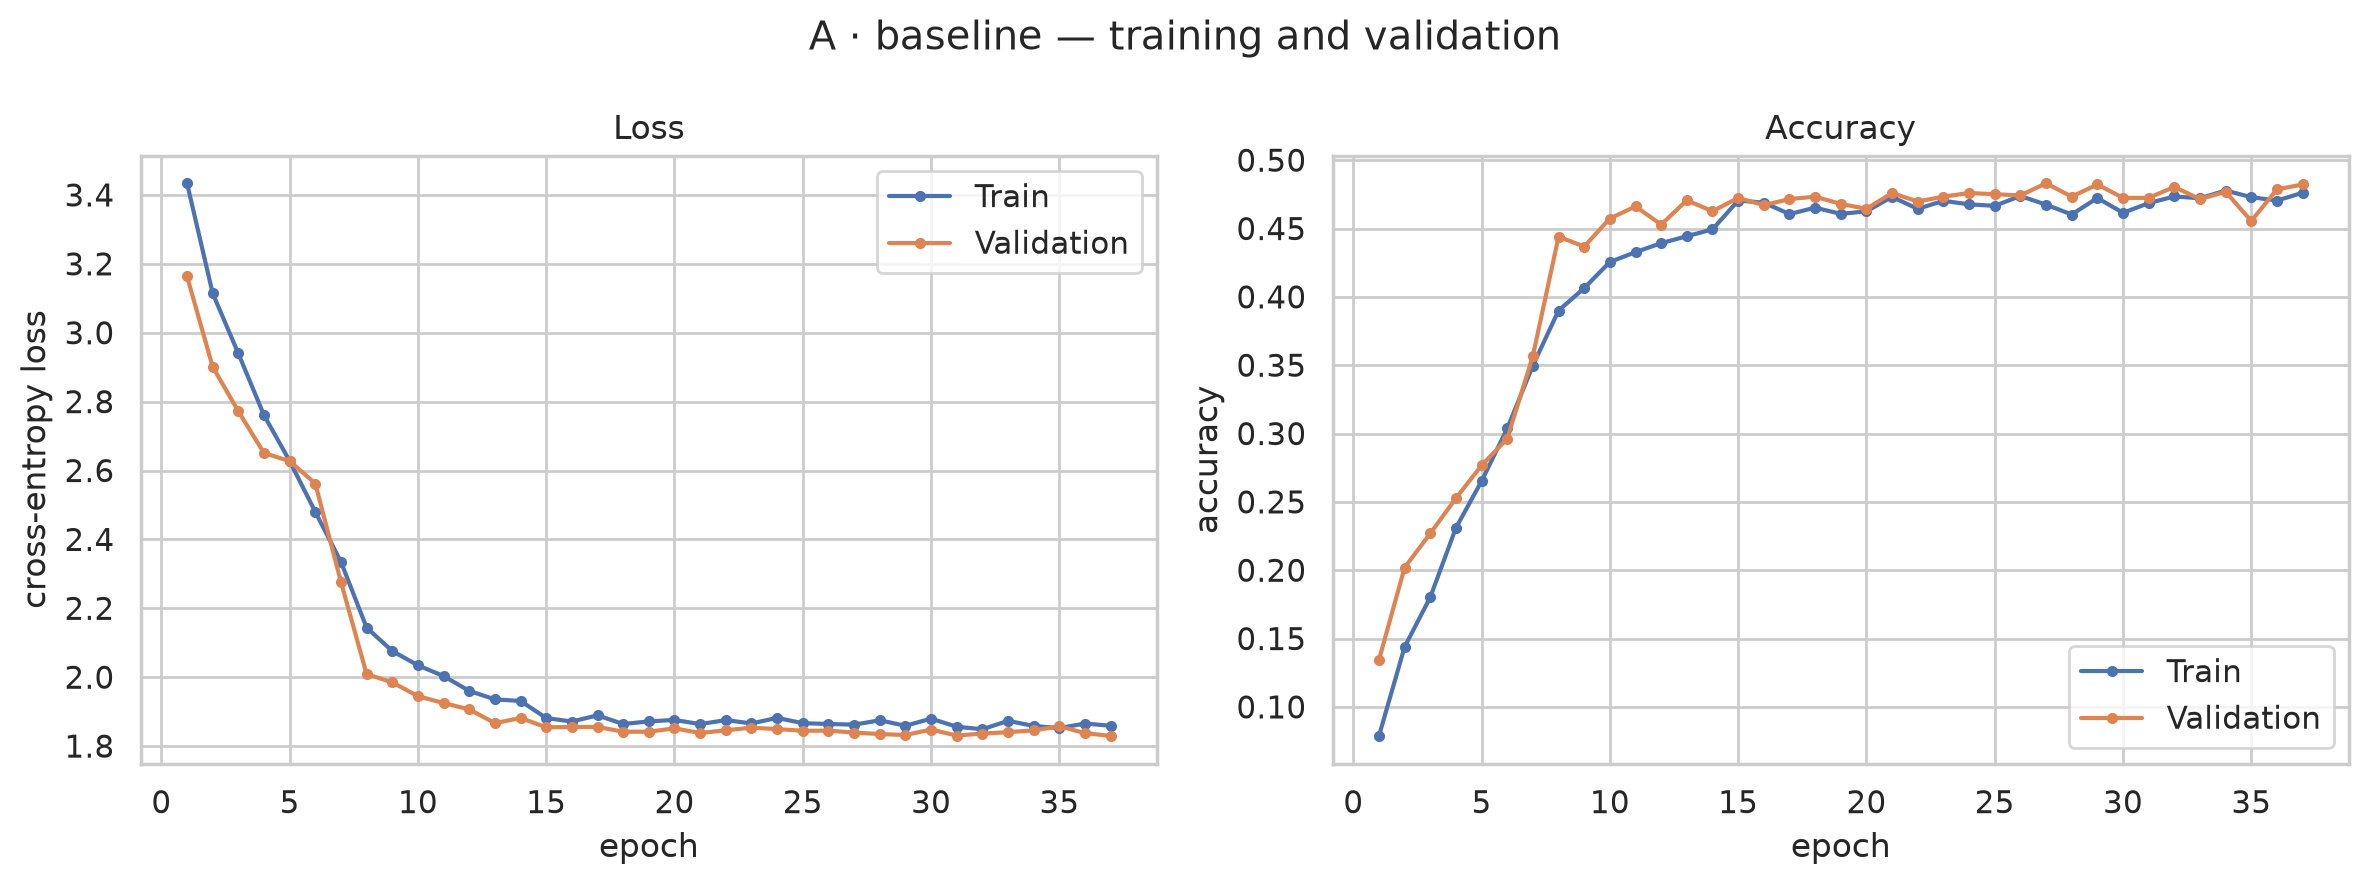 A · baseline — training and validation
Loss
3.4
3.2
3.0
2.8
2.6
2.4
2.2
2.0
1.8
cross-entropy loss
Train
Validation
0 5 10 15 20 25 30 35
epoch
Accuracy
0.50
0.45
0.40
0.35
0.30
0.25
0.20
0.15
0.10
accuracy
Train
Validation
0 5 10 15 20 25 30 35
epoch